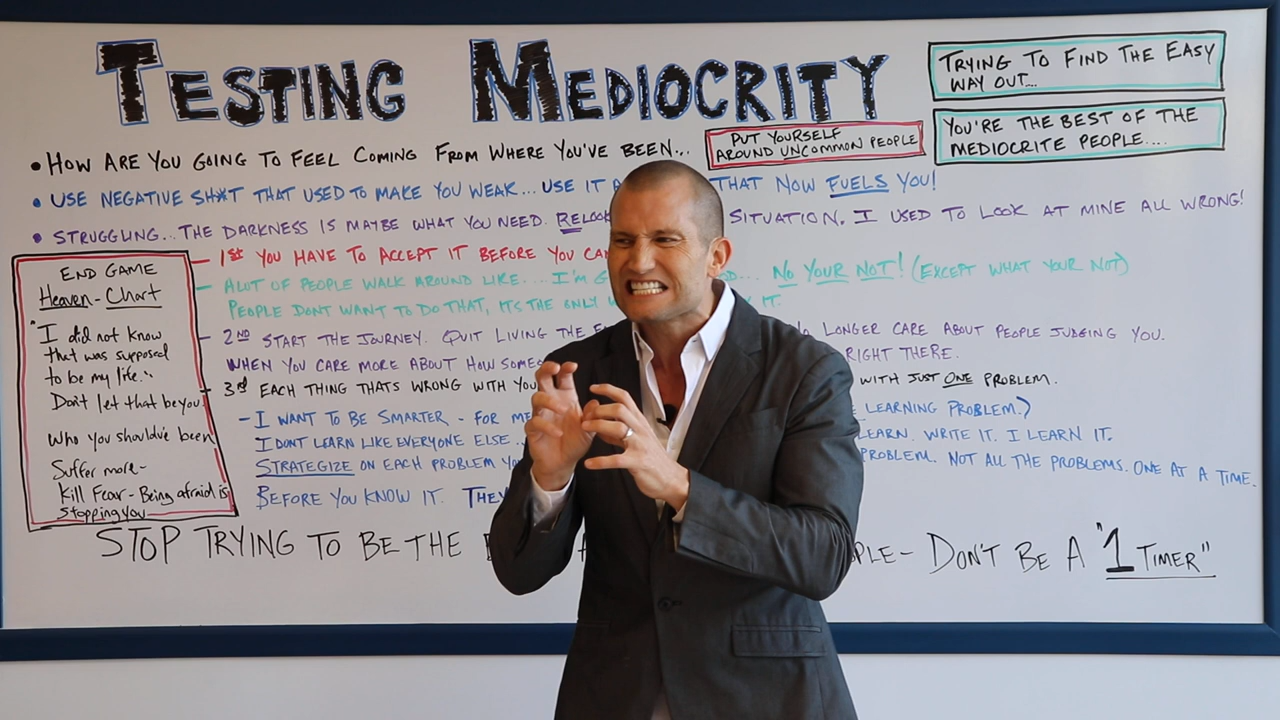 TESTING MEDIOCRITY
TRYING TO FIND THE EASY
WAY OUT...
YOU'RE THE BEST OF THE
MEDIOCRITE PEOPLE....
PUT YOURSELF
AROUND UNCOMMON PEOPLE
• HOW ARE YOU GOING TO FEEL COMING FROM WHERE YOU'VE BEEN...
• USE NEGATIVE SH*T THAT USED TO MAKE YOU WEAK... USE IT THAT NOW FUELS YOU!
• STRUGGLING... THE DARKNESS IS MAYBE WHAT YOU NEED. RELOOK SITUATION. I USED TO LOOK AT MINE ALL WRONG!
- 1ST YOU HAVE TO ACCEPT IT BEFORE YOU CA
- ALOT OF PEOPLE WALK AROUND LIKE.... I'M ... NO YOUR NOT! (EXCEPT WHAT YOUR NOT)
PEOPLE DONT WANT TO DO THAT, ITS THE ONLY IT.
- 2ND START THE JOURNEY. QUIT LIVING THE LONGER CARE ABOUT PEOPLE JUDGING YOU.
WHEN YOU CARE MORE ABOUT HOW SOME RIGHT THERE.
- 3rd EACH THING THATS WRONG WITH YOU WITH JUST ONE PROBLEM.
- I WANT TO BE SMARTER - FOR ME LEARNING PROBLEM.)
I DONT LEARN LIKE EVERYONE ELSE .. LEARN. WRITE IT. I LEARN IT.
STRATEGIZE ON EACH PROBLEM PROBLEM. NOT ALL THE PROBLEMS. ONE AT A TIME.
BEFORE YOU KNOW IT. THEY
END GAME
Heaven - Chart
"I did not know
that was supposed
to be my life."
Don't let that be you.
Who you should've been
Suffer more -
Kill Fear - Being afraid is
stopping you
STOP TRYING TO BE THE PLE - DON'T BE A "1 TIMER"